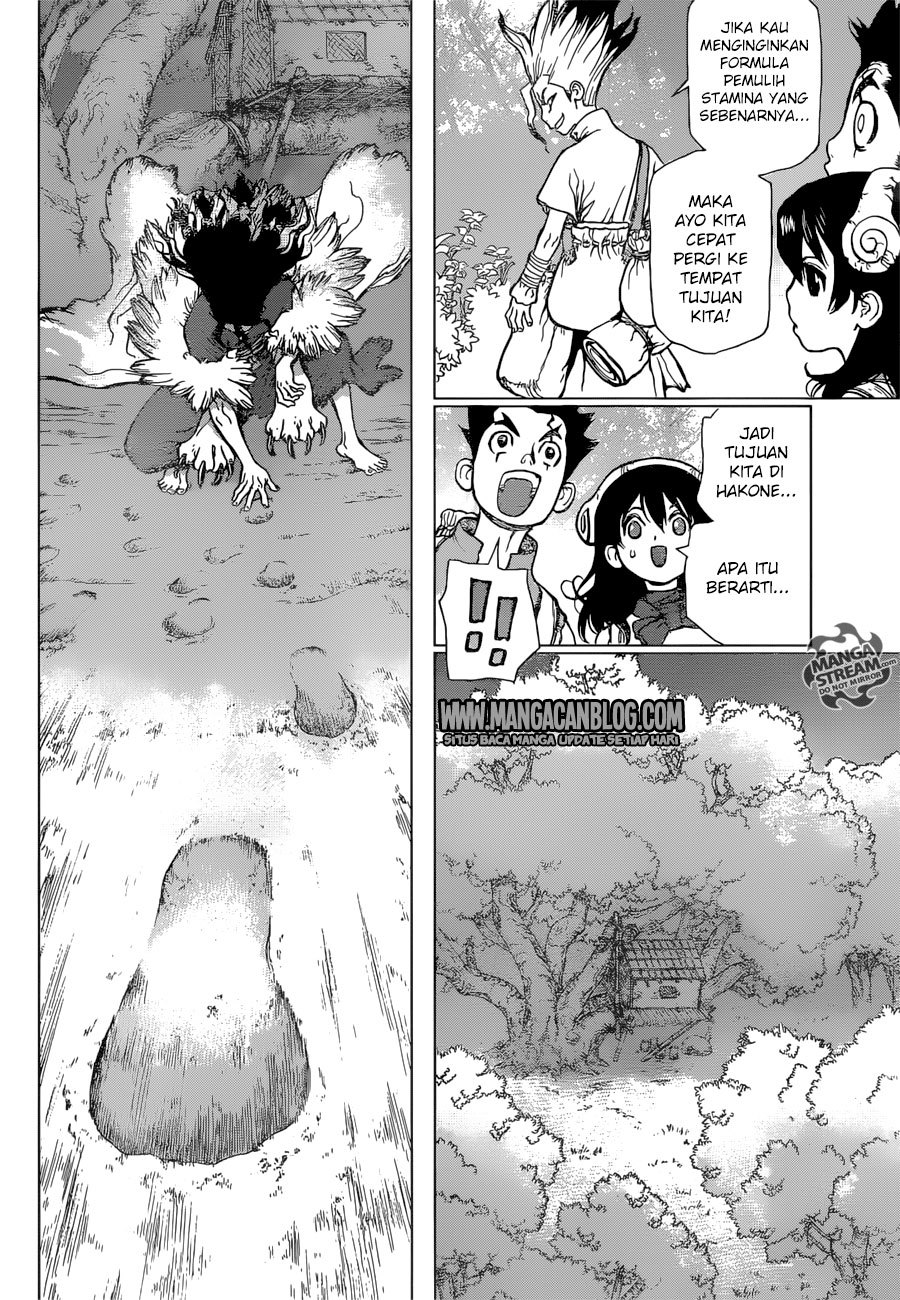 JIKA KAU
MENGINGINKAN
FORMULA
PEMULIH
STAMINA YANG
SEBENARNYA...
MAKA
AYO KITA
CEPAT
PERGI KE
TEMPAT
TUJUAN
KITA!
JADI
TUJUAN
KITA DI
HAKONE...
APA ITU
BERARTI...
!!
MANGA
STREAM.com
DO NOT MIRROR
WWW.MANGACANBLOG.COM
SITUS BACA MANGA UPDATE SETIAP HARI